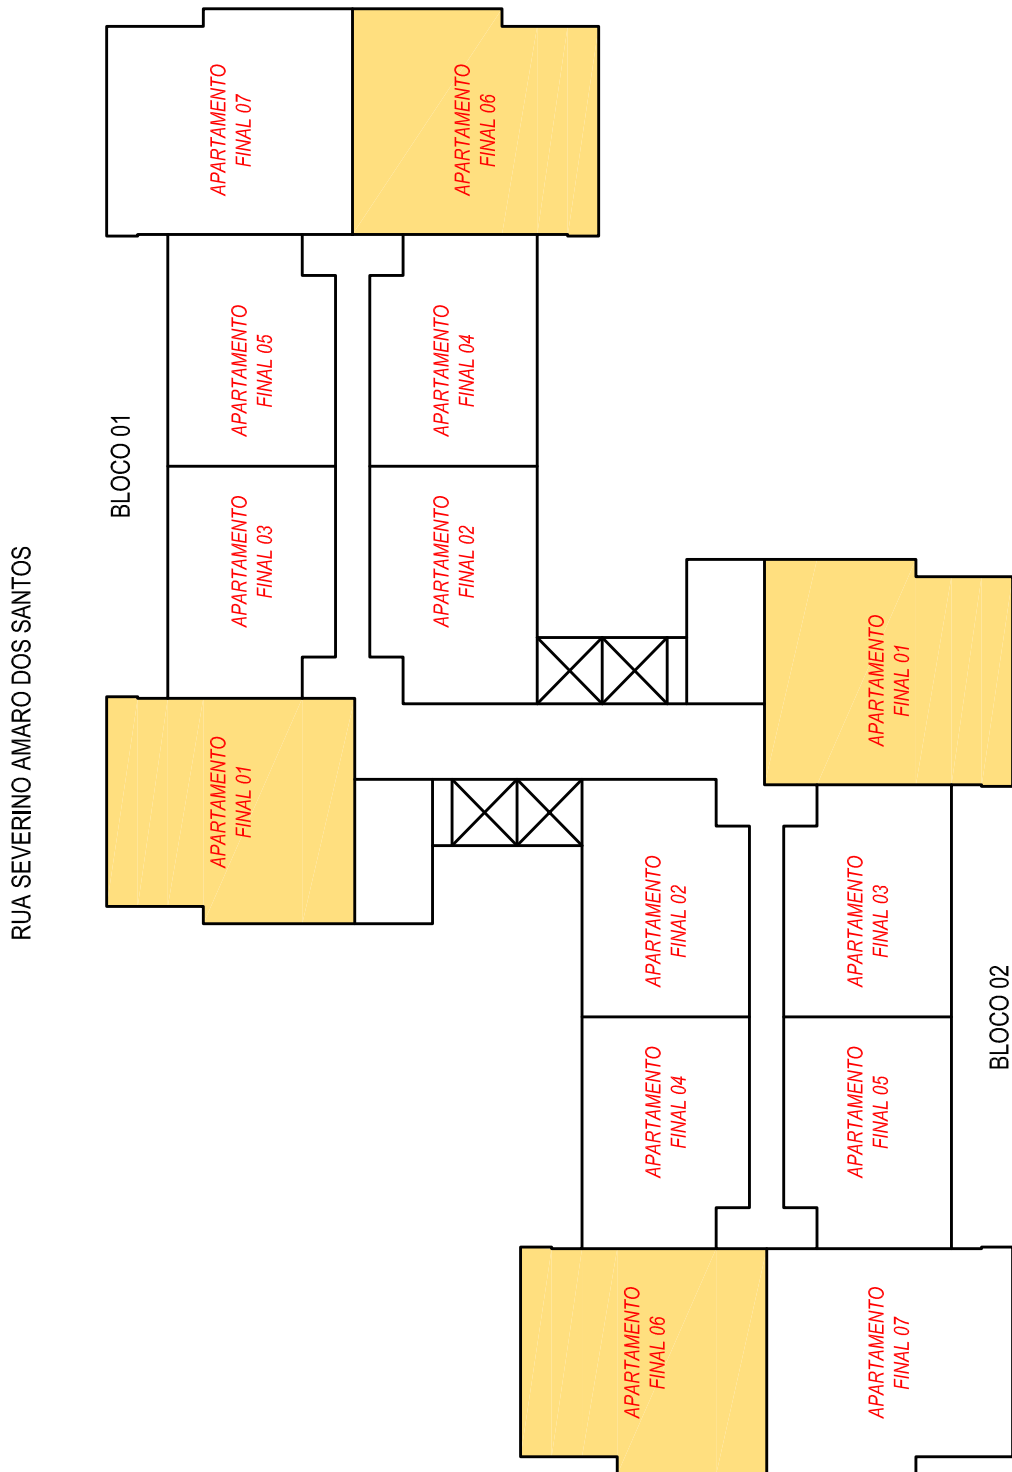 RUA SEVERINO AMARO DOS SANTOS
BLOCO 01
APARTAMENTO
FINAL 07
APARTAMENTO
FINAL 06
APARTAMENTO
FINAL 05
APARTAMENTO
FINAL 04
APARTAMENTO
FINAL 03
APARTAMENTO
FINAL 02
APARTAMENTO
FINAL 01
APARTAMENTO
FINAL 01
APARTAMENTO
FINAL 02
APARTAMENTO
FINAL 03
APARTAMENTO
FINAL 04
APARTAMENTO
FINAL 05
APARTAMENTO
FINAL 06
APARTAMENTO
FINAL 07
BLOCO 02